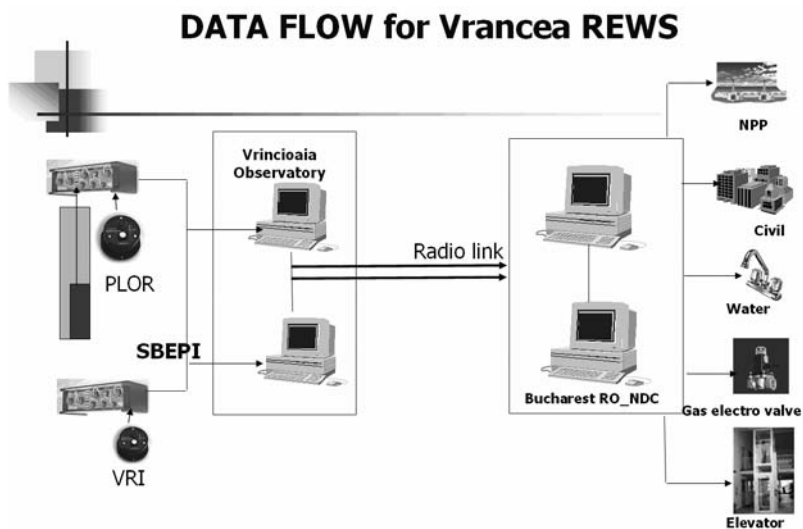 DATA FLOW for Vrancea REWS
NPP
Vrincioaia
Observatory
Civil
Radio link
PLOR
Water
SBEPI
Bucharest RO_NDC
Gas electro valve
VRI
Elevator